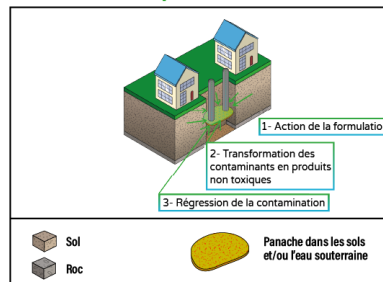 1- Action de la formulation
2- Transformation des
contaminants en produits
non toxiques
3- Régression de la contamination
Sol
Roc
Panache dans les sols
et/ou l'eau souterraine